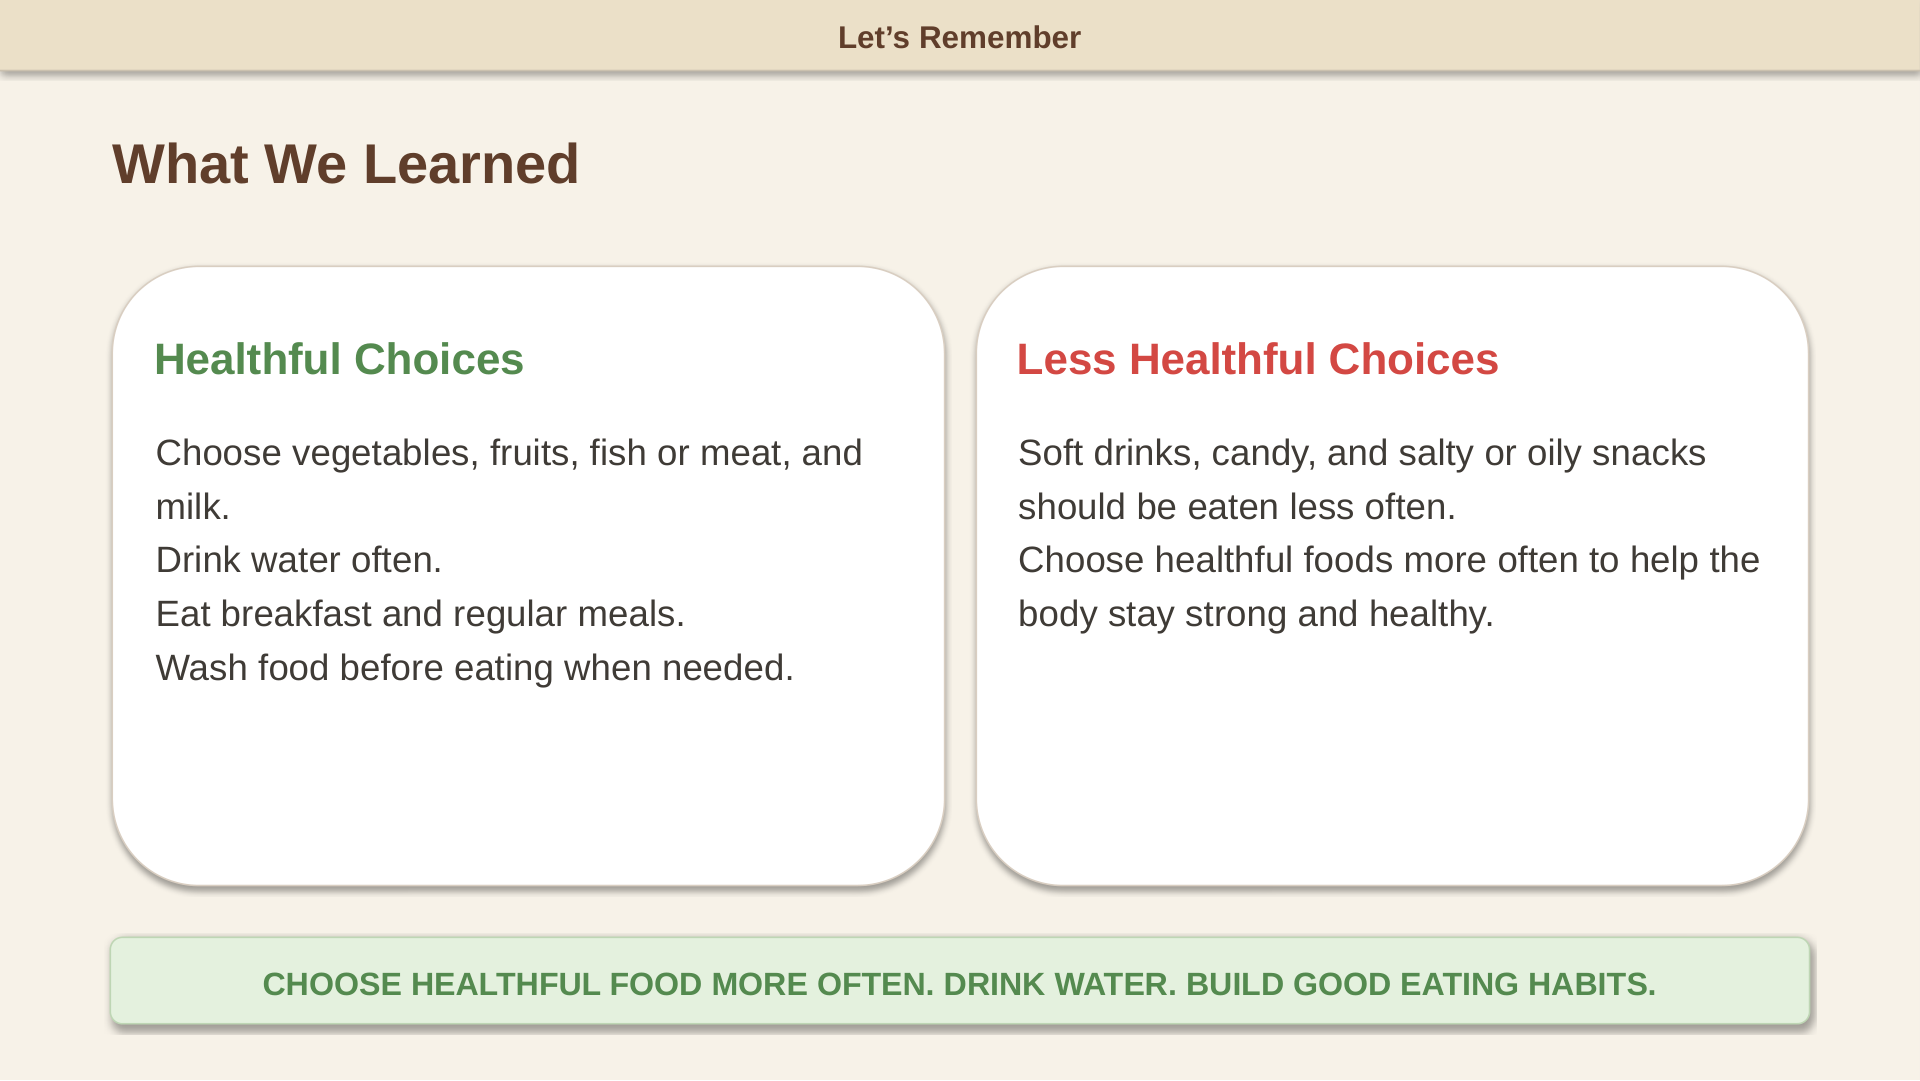 Let’s Remember
What We Learned
Healthful Choices
Choose vegetables, fruits, fish or meat, and
milk.
Drink water often.
Eat breakfast and regular meals.
Wash food before eating when needed.
Less Healthful Choices
Soft drinks, candy, and salty or oily snacks
should be eaten less often.
Choose healthful foods more often to help the
body stay strong and healthy.
CHOOSE HEALTHFUL FOOD MORE OFTEN. DRINK WATER. BUILD GOOD EATING HABITS.